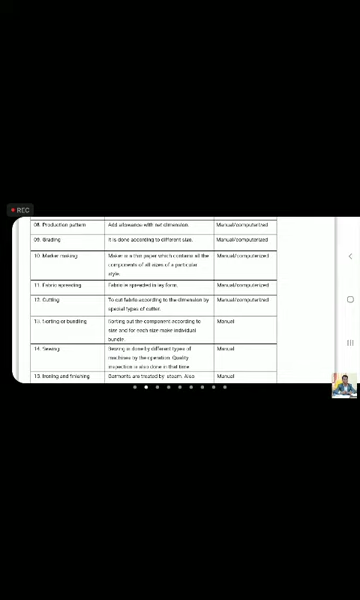 REC
08. Production pattern
Add allowance with net dimension.
Manual/computerized
09. Grading
It is done according to different size.
Manual/computerized
10. Marker making
Maker is a thin paper which contains all the
components of all sizes of a particular
style.
Manual/computerized
11. Fabric spreading
Fabric is spreaded in lay form.
Manual/computerized
12. Cutting
To cut fabric according to the dimension by
special types of cutter.
Manual/computerized
13. Sorting or bundling
Sorting out the component according to
size and for each size make individual
bundle.
Manual
14. Sewing
Sewing is done by different types of
machines by the operation. Quality
inspection is also done in that time
Manual
15. Ironing and finishing
Garments are treated by steam. Also
Manual